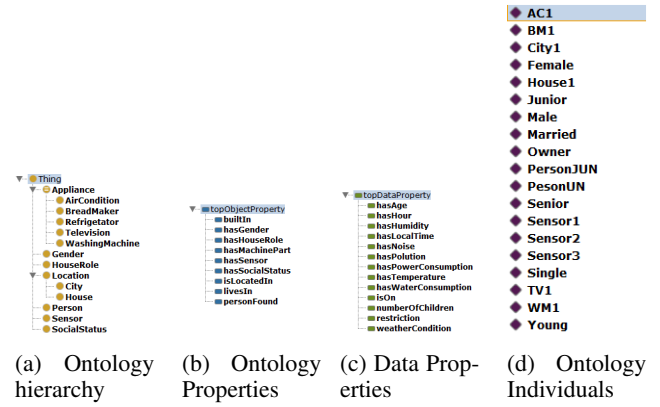 Thing
Appliance
AirCondition
BreadMaker
Refrigetator
Television
WashingMachine
Gender
HouseRole
Location
City
House
Person
Sensor
SocialStatus
(a) Ontology
hierarchy
topObjectProperty
builtIn
hasGender
hasHouseRole
hasMachinePart
hasSensor
hasSocialStatus
isLocatedIn
livesIn
personFound
(b) Ontology
Properties
topDataProperty
hasAge
hasHour
hasHumidity
hasLocalTime
hasNoise
hasPolution
hasPowerConsumption
hasTemperature
hasWaterConsumption
isOn
numberOfChildren
restriction
weatherCondition
(c) Data Prop-
erties
AC1
BM1
City1
Female
House1
Junior
Male
Married
Owner
PersonJUN
PesonUN
Senior
Sensor1
Sensor2
Sensor3
Single
TV1
WM1
Young
(d) Ontology
Individuals